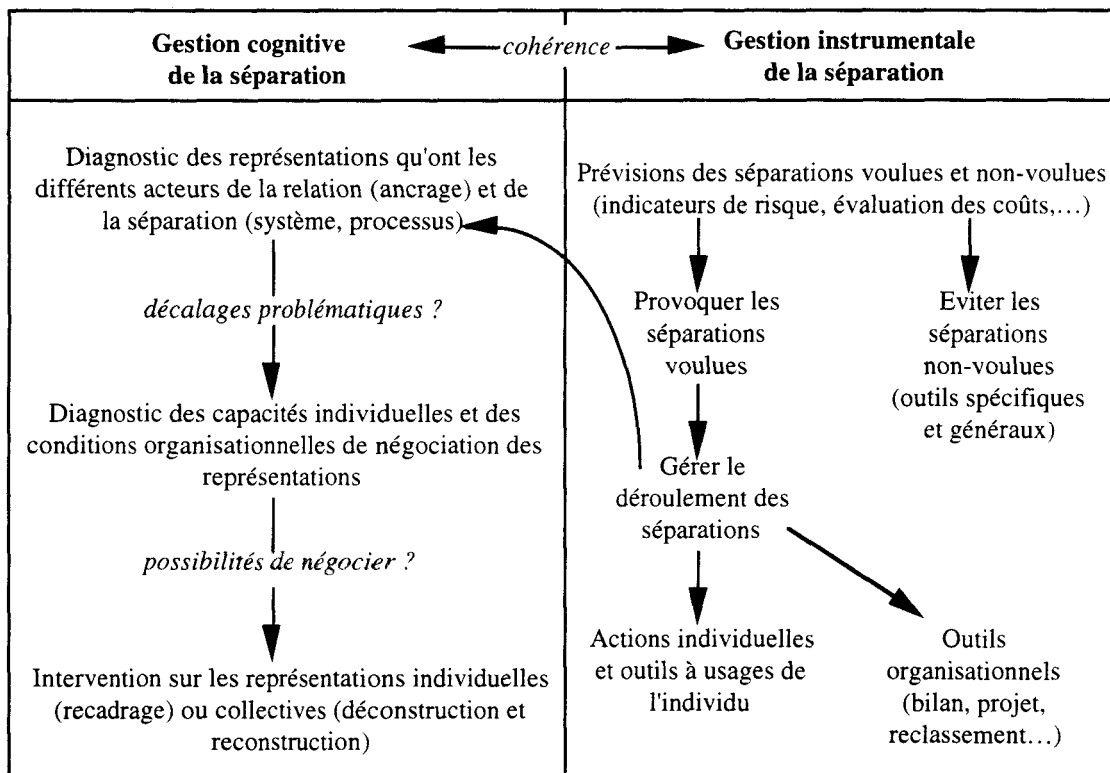 Gestion cognitive
de la séparation
cohérence
Gestion instrumentale
de la séparation
Diagnostic des représentations qu'ont les
différents acteurs de la relation (ancrage) et de
la séparation (système, processus)
décalages problématiques ?
Diagnostic des capacités individuelles et des
conditions organisationnelles de négociation des
représentations
possibilités de négocier ?
Intervention sur les représentations individuelles
(recadrage) ou collectives (déconstruction et
reconstruction)
Prévisions des séparations voulues et non-voulues
(indicateurs de risque, évaluation des coûts,…)
Provoquer les
séparations
voulues
Eviter les
séparations
non-voulues
(outils spécifiques
et généraux)
Gérer le
déroulement des
séparations
Actions individuelles
et outils à usages de
l'individu
Outils
organisationnels
(bilan, projet,
reclassement…)